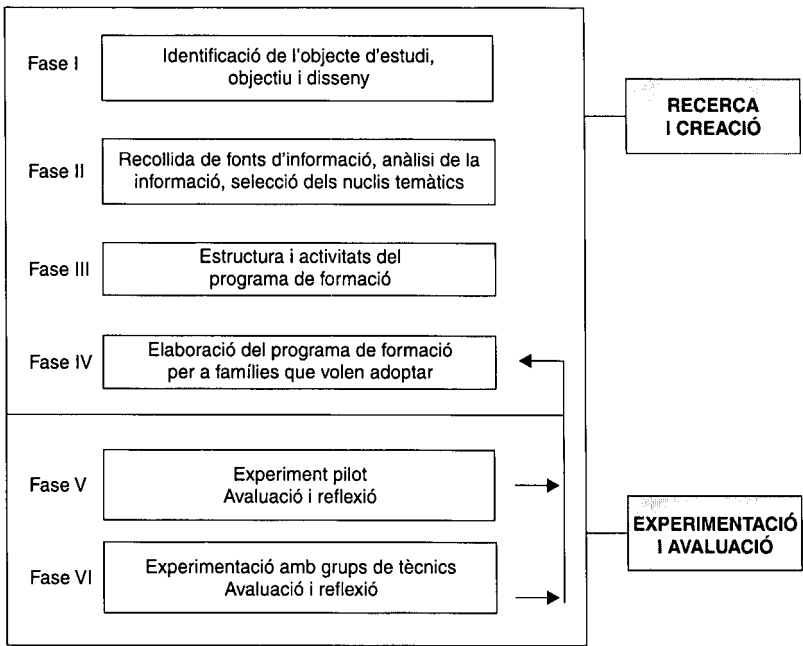 Fase I
Identificació de l'objecte d'estudi,
objectiu i disseny
RECERCA
I CREACIÓ
Fase II
Recollida de fonts d'informació, anàlisi de la
informació, selecció dels nuclis temàtics
Fase III
Estructura i activitats del
programa de formació
Fase IV
Elaboració del programa de formació
per a famílies que volen adoptar
Fase V
Experiment pilot
Avaluació i reflexió
EXPERIMENTACIÓ
I AVALUACIÓ
Fase VI
Experimentació amb grups de tècnics
Avaluació i reflexió